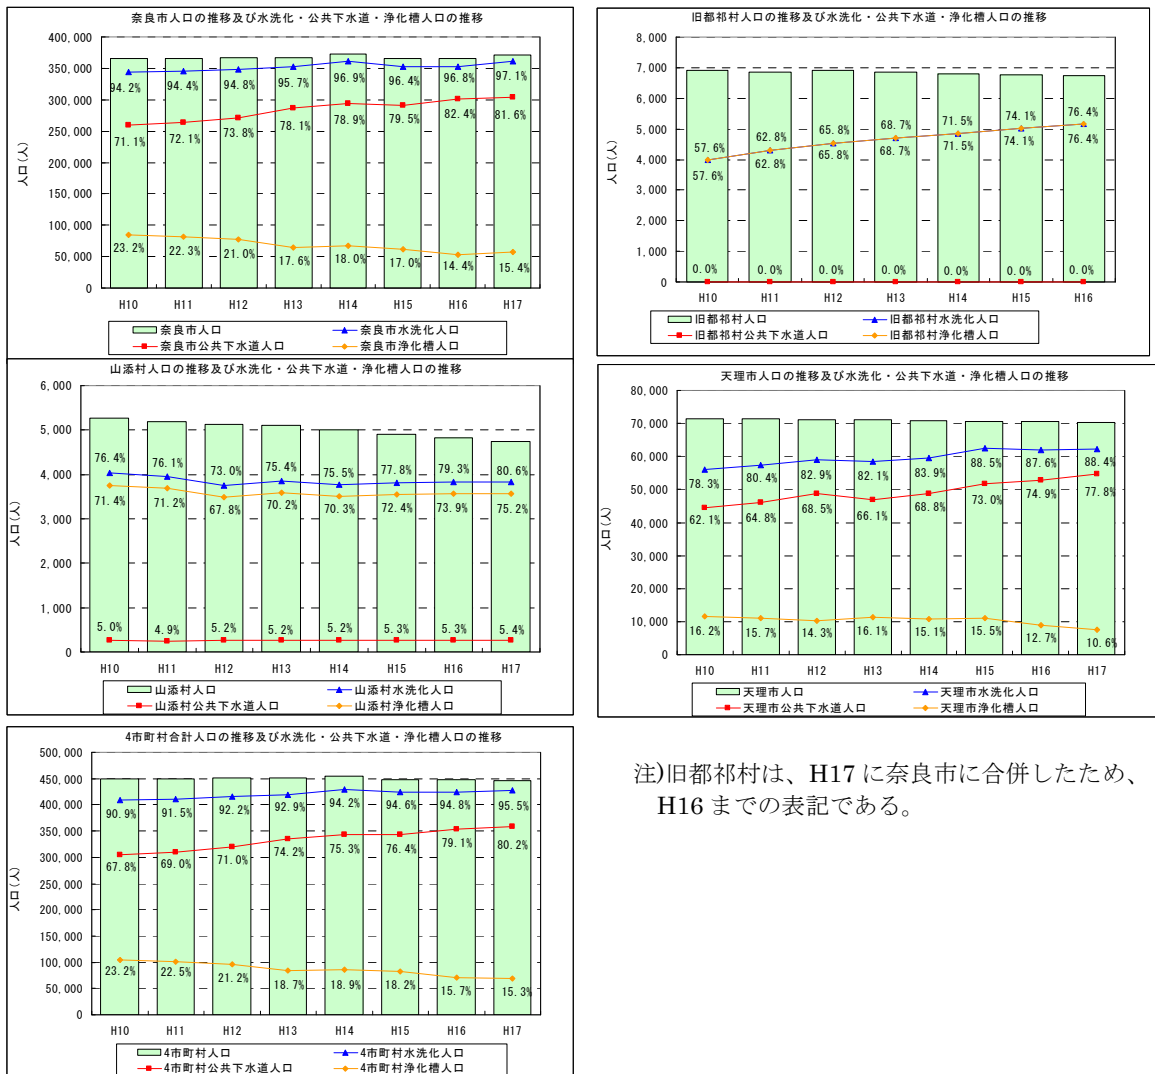 奈良市人口の推移及び水洗化・公共下水道・浄化槽人口の推移
人口(人)
400,000
350,000
300,000
250,000
200,000
150,000
100,000
50,000
0
94.2% 94.4% 94.8% 95.7% 96.9% 96.4% 96.8% 97.1%
71.1% 72.1% 73.8% 78.1% 78.9% 79.5% 82.4% 81.6%
23.2% 22.3% 21.0% 17.6% 18.0% 17.0% 14.4% 15.4%
H10 H11 H12 H13 H14 H15 H16 H17
奈良市人口 奈良市水洗化人口
奈良市公共下水道人口 奈良市浄化槽人口
旧都祁村人口の推移及び水洗化・公共下水道・浄化槽人口の推移
人口(人)
8,000
7,000
6,000
5,000
4,000
3,000
2,000
1,000
0
57.6% 62.8% 65.8% 68.7% 71.5% 74.1% 76.4%
57.6% 62.8% 65.8% 68.7% 71.5% 74.1% 76.4%
0.0% 0.0% 0.0% 0.0% 0.0% 0.0% 0.0%
H10 H11 H12 H13 H14 H15 H16
旧都祁村人口 旧都祁村水洗化人口
旧都祁村公共下水道人口 旧都祁村浄化槽人口
山添村人口の推移及び水洗化・公共下水道・浄化槽人口の推移
人口(人)
6,000
5,000
4,000
3,000
2,000
1,000
0
76.4% 76.1% 73.0% 75.4% 75.5% 77.8% 79.3% 80.6%
71.4% 71.2% 67.8% 70.2% 70.3% 72.4% 73.9% 75.2%
5.0% 4.9% 5.2% 5.2% 5.2% 5.3% 5.3% 5.4%
H10 H11 H12 H13 H14 H15 H16 H17
山添村人口 山添村水洗化人口
山添村公共下水道人口 山添村浄化槽人口
天理市人口の推移及び水洗化・公共下水道・浄化槽人口の推移
人口(人)
80,000
70,000
60,000
50,000
40,000
30,000
20,000
10,000
0
78.3% 80.4% 82.9% 82.1% 83.9% 88.5% 87.6% 88.4%
62.1% 64.8% 68.5% 66.1% 68.8% 73.0% 74.9% 77.8%
16.2% 15.7% 14.3% 16.1% 15.1% 15.5% 12.7% 10.6%
H10 H11 H12 H13 H14 H15 H16 H17
天理市人口 天理市水洗化人口
天理市公共下水道人口 天理市浄化槽人口
4市町村合計人口の推移及び水洗化・公共下水道・浄化槽人口の推移
人口(人)
500,000
450,000
400,000
350,000
300,000
250,000
200,000
150,000
100,000
50,000
0
90.9% 91.5% 92.2% 92.9% 94.2% 94.6% 94.8% 95.5%
67.8% 69.0% 71.0% 74.2% 75.3% 76.4% 79.1% 80.2%
23.2% 22.5% 21.2% 18.7% 18.9% 18.2% 15.7% 15.3%
H10 H11 H12 H13 H14 H15 H16 H17
4市町村人口 4市町村水洗化人口
4市町村公共下水道人口 4市町村浄化槽人口
注)旧都祁村は、H17に奈良市に合併したため、
H16までの表記である。